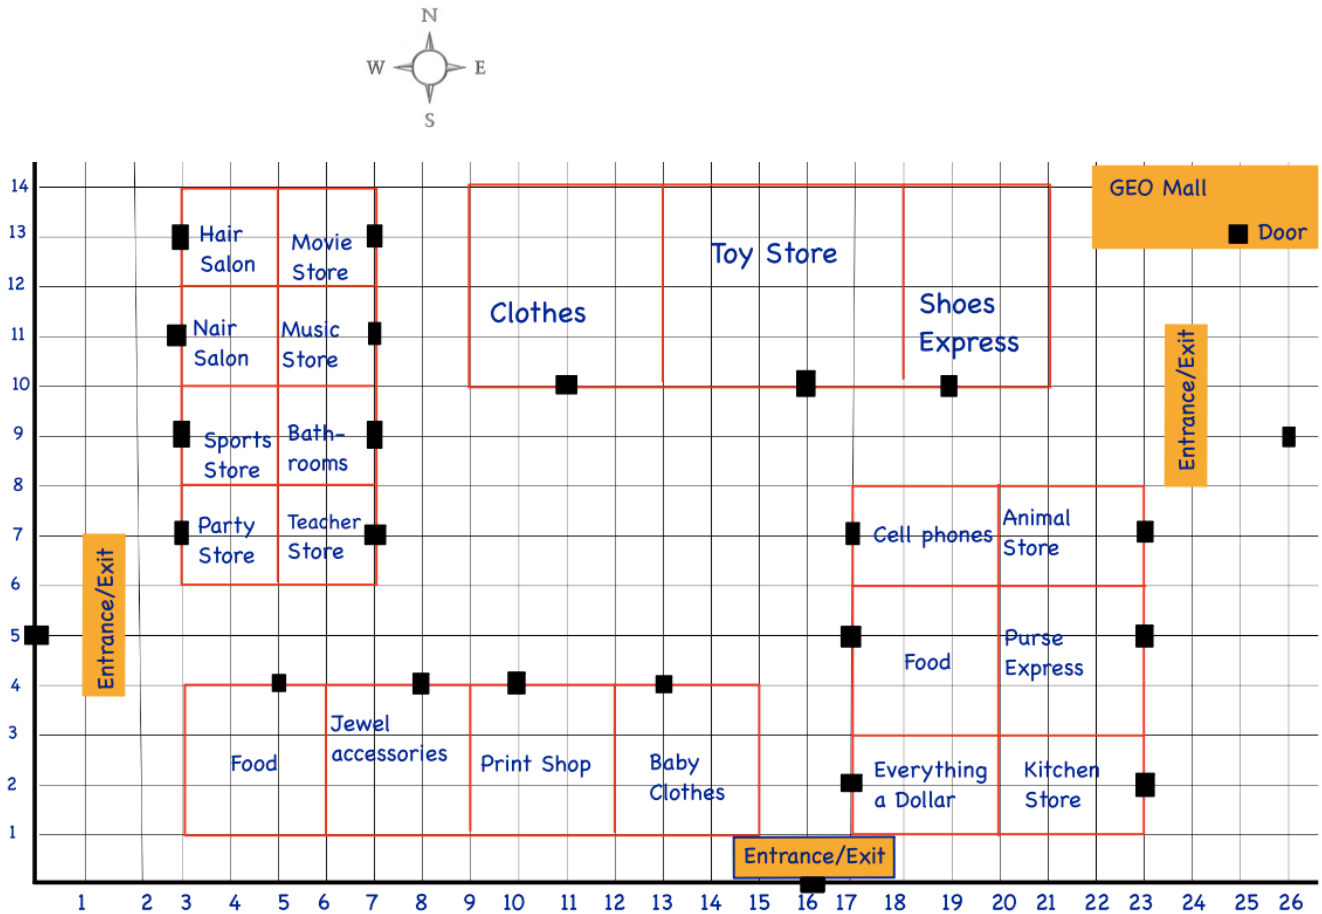 N
W E
S
14
13
12
11
10
9
8
7
6
5
4
3
2
1
GEO Mall
Door
Hair
Salon
Movie
Store
Nair
Salon
Music
Store
Sports
Store
Bath-
rooms
Party
Store
Teacher
Store
Clothes
Toy Store
Shoes
Express
Entrance/Exit
Entrance/Exit
Cell phones
Animal
Store
Food
Purse
Express
Everything
a Dollar
Kitchen
Store
Food
Jewel
accessories
Print Shop
Baby
Clothes
Entrance/Exit
1 2 3 4 5 6 7 8 9 10 11 12 13 14 15 16 17 18 19 20 21 22 23 24 25 26